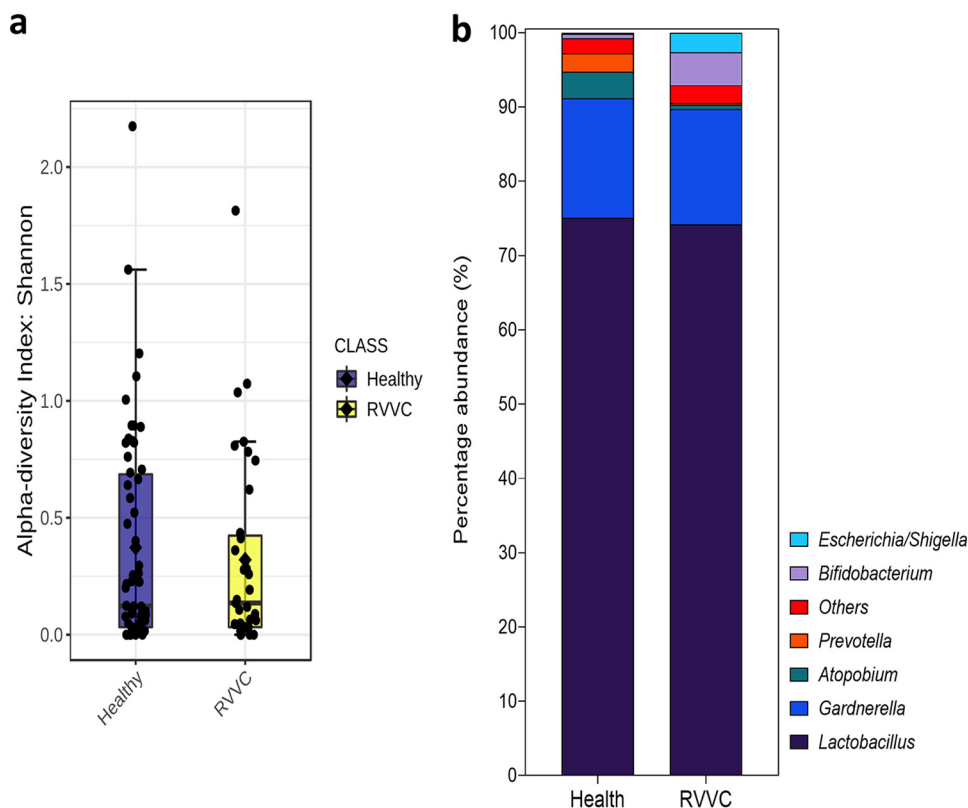 a
Alpha-diversity Index: Shannon
2.0
1.5
1.0
0.5
0.0
Healthy
RVVC
CLASS
Healthy
RVVC
b
Percentage abundance (%)
100
90
80
70
60
50
40
30
20
10
0
Health
RVVC
Escherichia/Shigella
Bifidobacterium
Others
Prevotella
Atopobium
Gardnerella
Lactobacillus